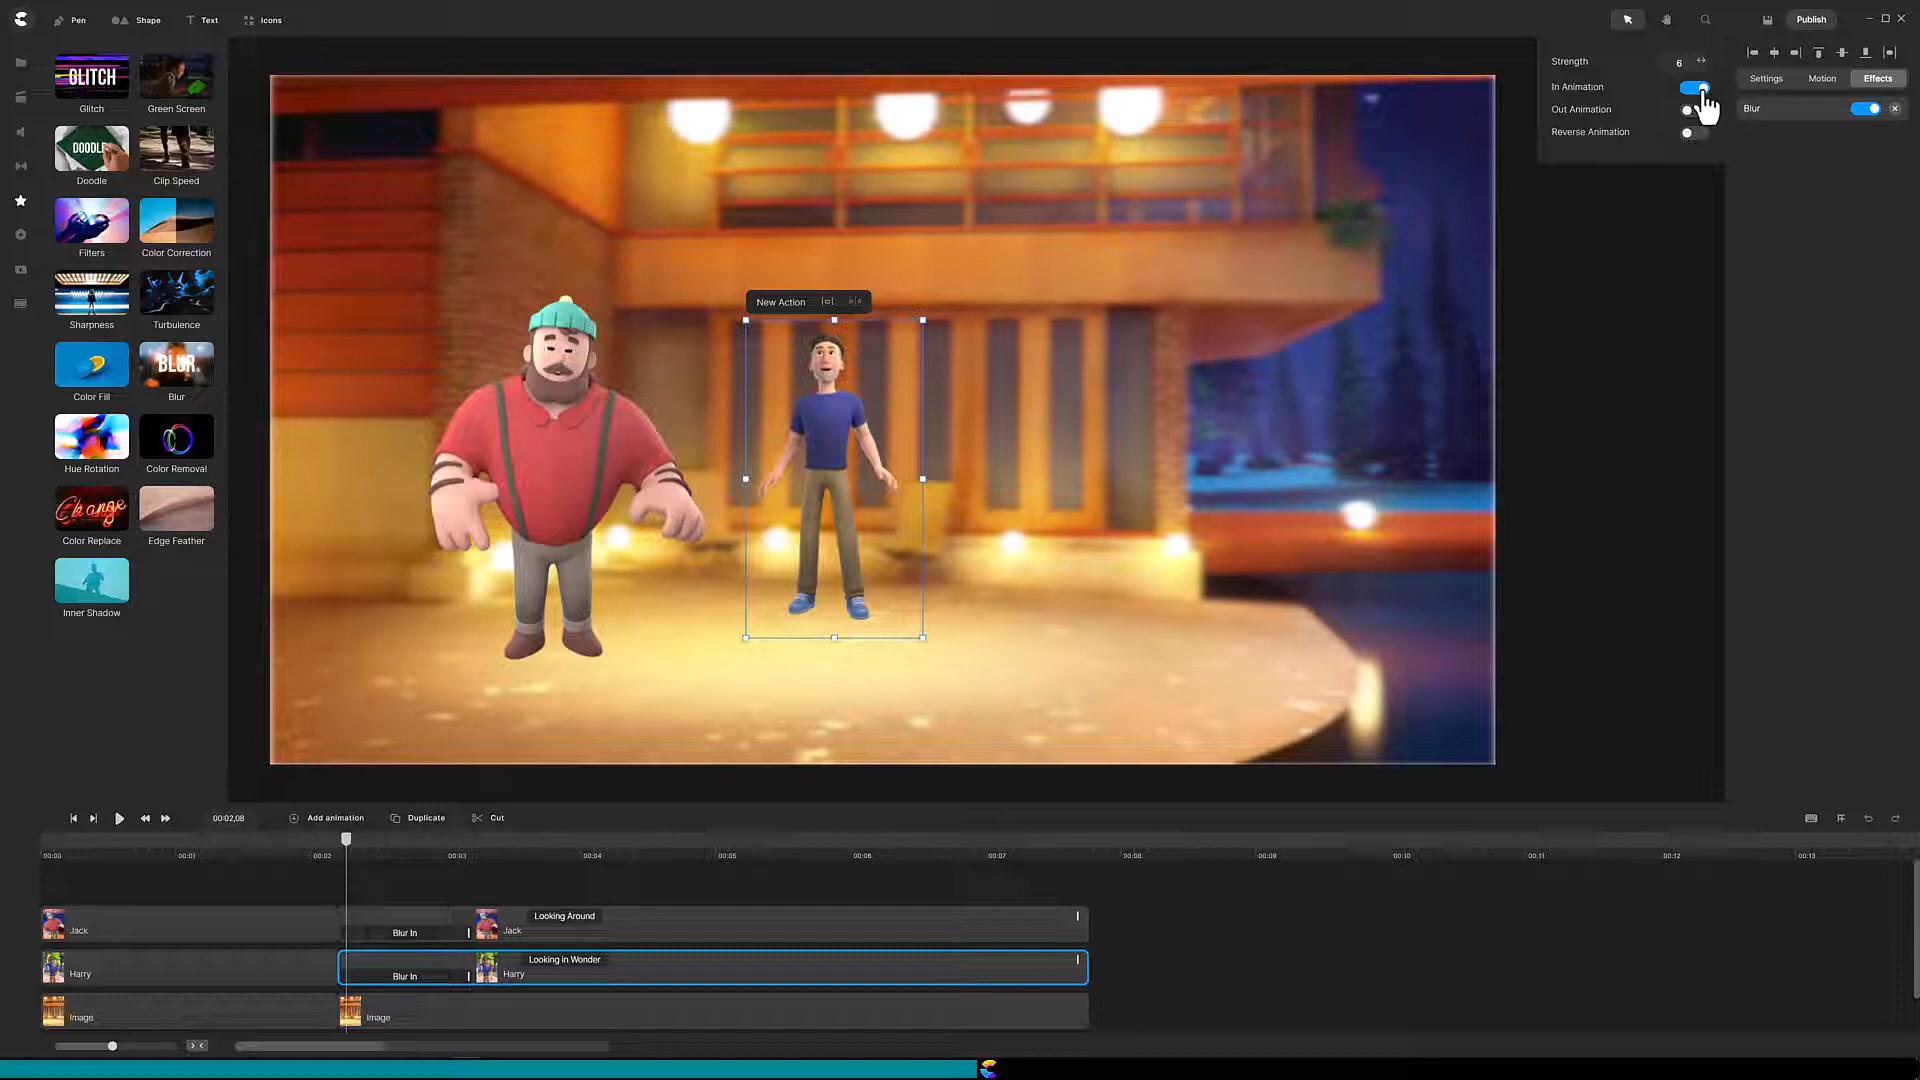 Pen Shape Text Icons Publish
GLITCH
Glitch Green Screen
DOODLE
Doodle Clip Speed
Filters Color Correction
Sharpness Turbulence
BLUR
Color Fill Blur
Hue Rotation Color Removal
Change
Color Replace Edge Feather
Inner Shadow
New Action
Strength 6
In Animation
Out Animation
Reverse Animation
Settings Motion Effects
Blur
00:02,08 Add animation Duplicate Cut
00:00 00:01 00:02 00:03 00:04 00:05 00:06 00:07 00:08 00:09 00:10 00:11 00:12 00:13
Looking Around
Jack Blur In Jack
Looking in Wonder
Harry Blur In Harry
Image Image